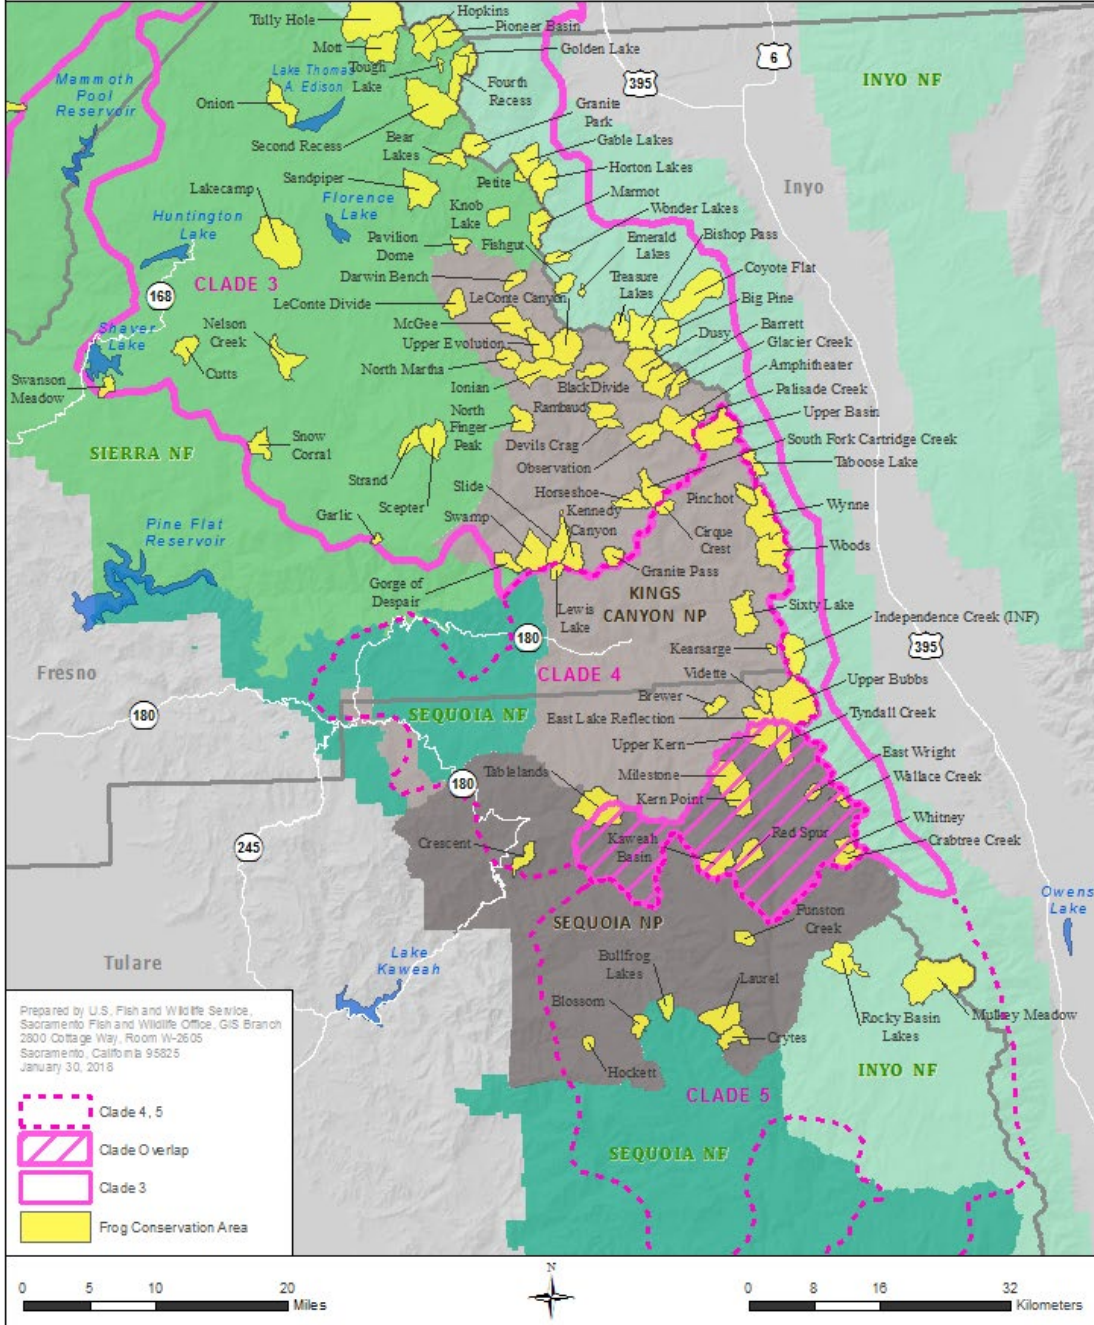 Hopkins
Tully Hole
Pioneer Basin
Mott
Golden Lake
6
395
INYO NF
Mammoth
Pool
Reservoir
Lake Thomas
A. Edison
Tough
Lake
Fourth
Recess
Onion
Granite
Park
Second Recess
Bear
Lakes
Gable Lakes
Petite
Horton Lakes
Sandpiper
Marmot
Inyo
Lakecamp
Florence
Lake
Knob
Lake
Wonder Lakes
Huntington
Lake
Pavilion
Dome
Fishgut
Emerald
Lakes
Bishop Pass
Darwin Bench
Treasure
Lakes
Coyote Flat
CLADE 3
168
LeConte Divide
LeConte Canyon
Big Pine
Nelson
Creek
McGee
Dusy
Barrett
Shaver
Lake
Upper Evolution
Glacier Creek
Cutts
North Martha
Amphitheater
Swanson
Meadow
Ionian
Black Divide
Palisade Creek
North
Finger
Peak
Rambaud
Upper Basin
Snow
Corral
Devils Crag
South Fork Cartridge Creek
SIERRA NF
Observation
Taboose Lake
Strand
Slide
Horseshoe
Pinchot
Scepter
Kennedy
Canyon
Wynne
Garlic
Swamp
Cirque
Crest
Pine Flat
Reservoir
Woods
Granite Pass
Gorge of
Despair
Lewis
Lake
KINGS
CANYON NP
Sixty Lake
Independence Creek (INF)
180
Kearsarge
395
Fresno
CLADE 4
Vidette
Upper Bubbs
Brewer
180
SEQUOIA NF
East Lake Reflection
Tyndall Creek
Upper Kern
East Wright
Tablelands
Milestone
Wallace Creek
180
Kern Point
Whitney
245
Crescent
Kaweah
Basin
Red Spur
Crabtree Creek
Owens
Lake
SEQUOIA NP
Funston
Creek
Tulare
Lake
Kaweah
Bullfrog
Lakes
Laurel
Blossom
Rocky Basin
Lakes
Mulkey Meadow
Crytes
Hockett
INYO NF
CLADE 5
SEQUOIA NF
Prepared by U.S. Fish and Wildlife Service,
Sacramento Fish and Wildlife Office, GIS Branch
2800 Cottage Way, Room W-2605
Sacramento, California 95825
January 30, 2018
Clade 4, 5
Clade Overlap
Clade 3
Frog Conservation Area
0 5 10 20
Miles
N
0 8 16 32
Kilometers